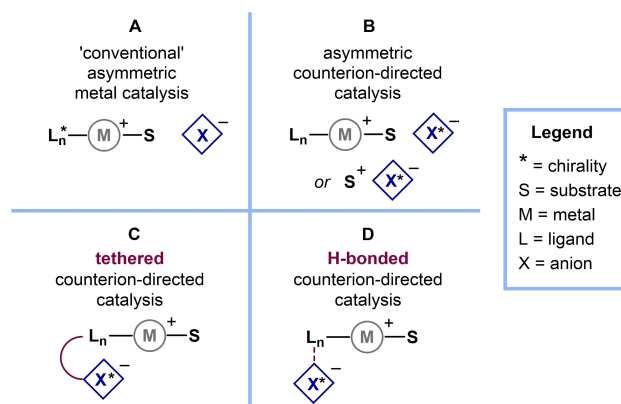 A
'conventional'
asymmetric
metal catalysis
Lₙ* M⁺ S X⁻
B
asymmetric
counterion-directed
catalysis
Lₙ M⁺ S X*⁻
or S⁺ X*⁻
C
tethered
counterion-directed
catalysis
Lₙ M⁺ S
X*⁻
D
H-bonded
counterion-directed
catalysis
Lₙ M⁺ S
X*⁻
Legend
* = chirality
S = substrate
M = metal
L = ligand
X = anion